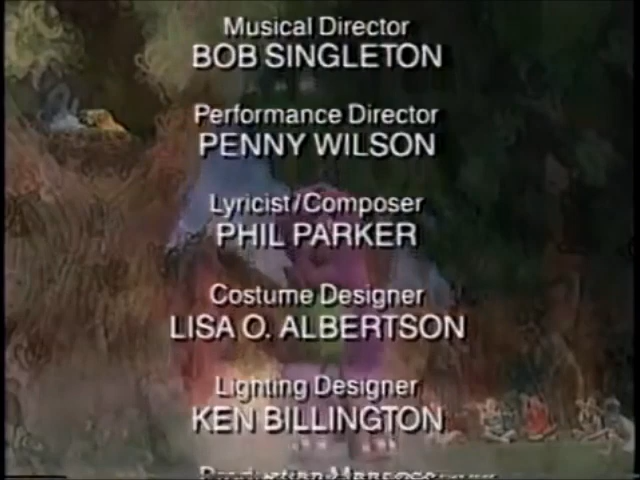 Musical Director
BOB SINGLETON
Performance Director
PENNY WILSON
Lyricist/Composer
PHIL PARKER
Costume Designer
LISA O. ALBERTSON
Lighting Designer
KEN BILLINGTON